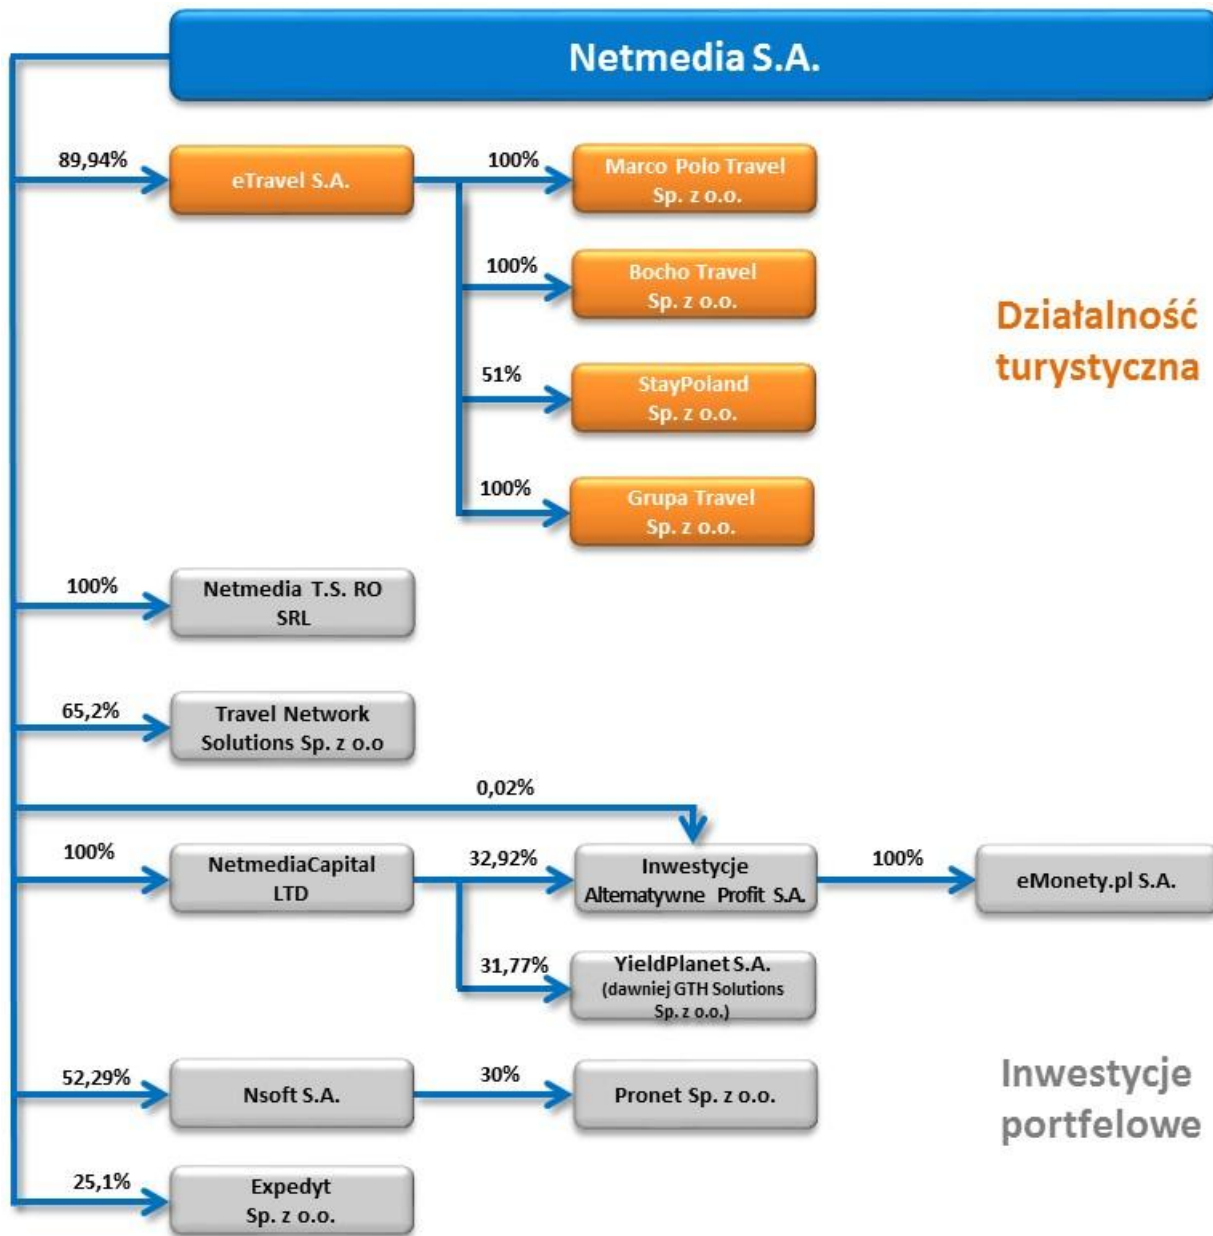 Netmedia S.A.
89,94%
eTravel S.A.
100%
Marco Polo Travel
Sp. z o.o.
100%
Bocho Travel
Sp. z o.o.
Działalność
turystyczna
51%
StayPoland
Sp. z o.o.
100%
Grupa Travel
Sp. z o.o.
100%
Netmedia T.S. RO
SRL
65,2%
Travel Network
Solutions Sp. z o.o
0,02%
100%
NetmediaCapital
LTD
32,92%
Inwestycje
Alternatywne Profit S.A.
100%
eMonety.pl S.A.
31,77%
YieldPlanet S.A.
(dawniej GTH Solutions
Sp. z o.o.)
52,29%
Nsoft S.A.
30%
Pronet Sp. z o.o.
Inwestycje
portfelowe
25,1%
Expedyt
Sp. z o.o.